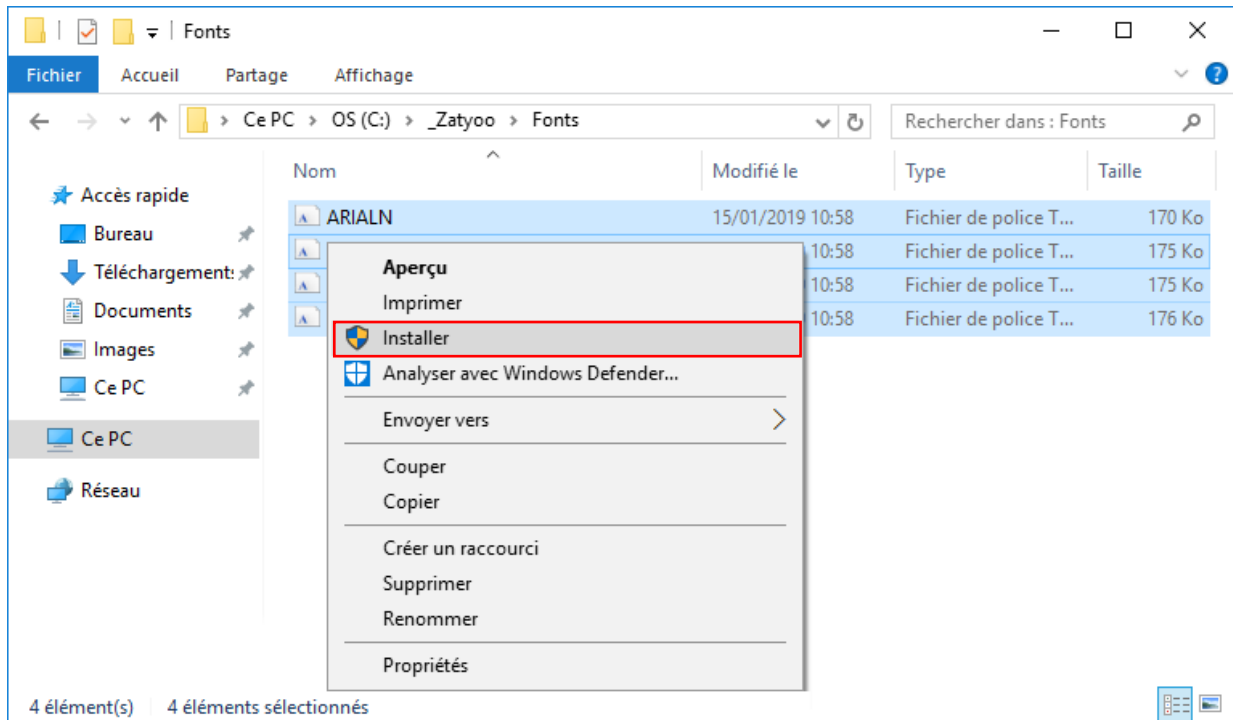 Fonts
Fichier Accueil Partage Affichage
Ce PC > OS (C:) > _Zatyoo > Fonts Rechercher dans : Fonts
Nom Modifié le Type Taille
Accès rapide
Bureau
Téléchargement:
Documents
Images
Ce PC
Ce PC
Réseau
ARIALN 15/01/2019 10:58 Fichier de police T... 170 Ko
10:58 Fichier de police T... 175 Ko
10:58 Fichier de police T... 175 Ko
10:58 Fichier de police T... 176 Ko
Aperçu
Imprimer
Installer
Analyser avec Windows Defender...
Envoyer vers
Couper
Copier
Créer un raccourci
Supprimer
Renommer
Propriétés
4 élément(s) 4 éléments sélectionnés